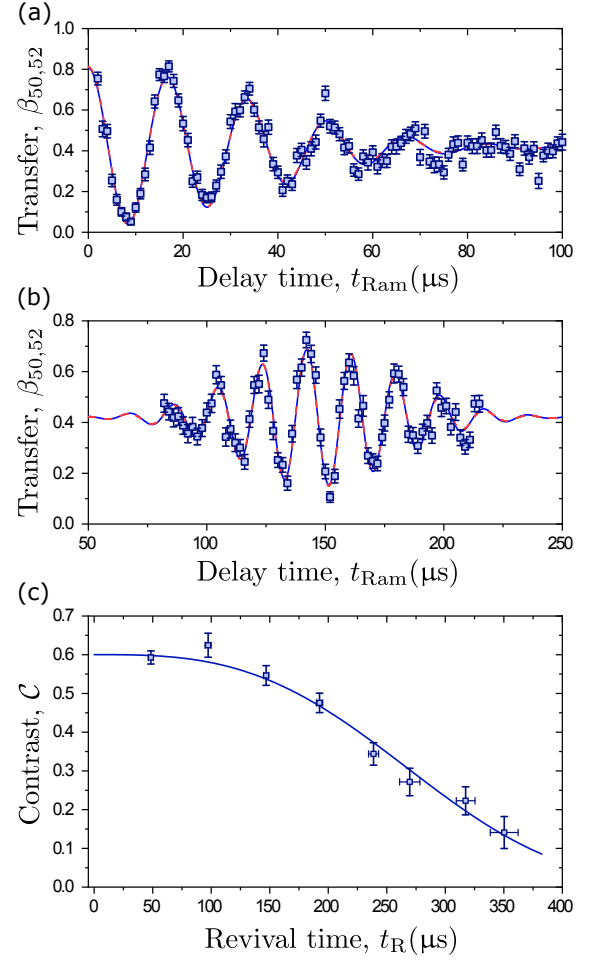 (a)
Transfer, β50,52
1.0
0.8
0.6
0.4
0.2
0.0
0 20 40 60 80 100
Delay time, tRam(μs)
(b)
Transfer, β50,52
0.8
0.6
0.4
0.2
0.0
50 100 150 200 250
Delay time, tRam(μs)
(c)
Contrast, 𝒞
0.7
0.6
0.5
0.4
0.3
0.2
0.1
0.0
0 50 100 150 200 250 300 350 400
Revival time, tR(μs)